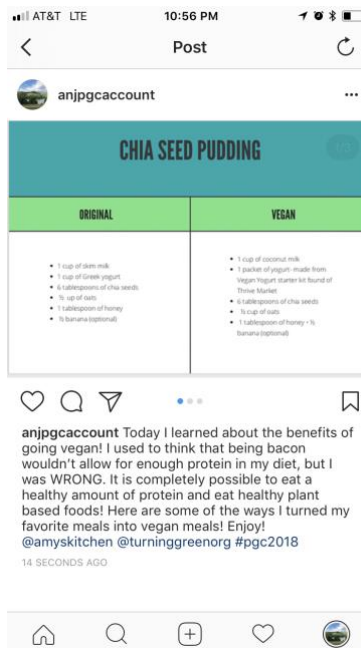 AT&T LTE 10:56 PM
Post
anjpgcaccount
CHIA SEED PUDDING
ORIGINAL
• 1 cup of skim milk
• 1 cup of Greek yogurt
• 6 tablespoons of chia seeds
• ½ up of oats
• 1 tablespoon of honey
• ½ banana (optional)
VEGAN
• 1 cup of coconut milk
• 1 packet of yogurt -made from
Vegan Yogurt starter kit found of
Thrive Market
• 6 tablespoons of chia seeds
• ½ cup of oats
• 1 tablespoon of honey • ½
banana (optional)
anjpgcaccount Today I learned about the benefits of
going vegan! I used to think that being bacon
wouldn't allow for enough protein in my diet, but I
was WRONG. It is completely possible to eat a
healthy amount of protein and eat healthy plant
based foods! Here are some of the ways I turned my
favorite meals into vegan meals! Enjoy!
@amyskitchen @turninggreenorg #pgc2018
14 SECONDS AGO